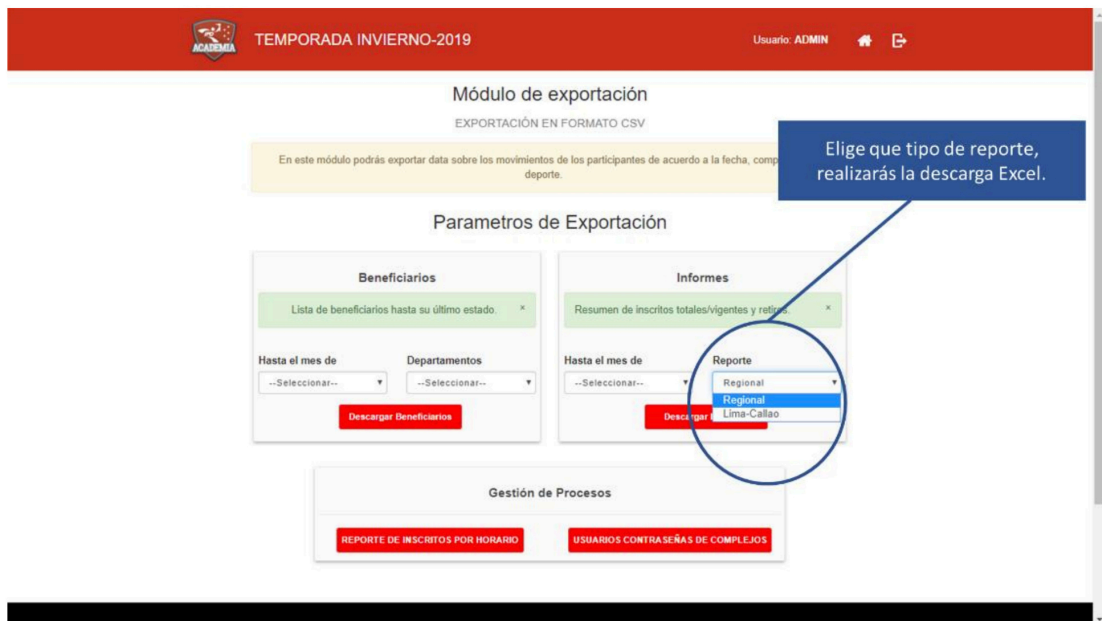 ACADEMIA
TEMPORADA INVIERNO-2019
Usuario: ADMIN
Módulo de exportación
EXPORTACIÓN EN FORMATO CSV
En este módulo podrás exportar data sobre los movimientos de los participantes de acuerdo a la fecha,
deporte.
Elige que tipo de reporte,
realizarás la descarga Excel.
Parametros de Exportación
Beneficiarios
Lista de beneficiarios hasta su último estado. ×
Hasta el mes de
Departamentos
--Seleccionar--
--Seleccionar--
Descargar Beneficiarios
Informes
Resumen de inscritos totales/vigentes y retiros. ×
Hasta el mes de
Reporte
--Seleccionar--
Regional
Regional
Lima-Callao
Descargar
Gestión de Procesos
REPORTE DE INSCRITOS POR HORARIO
USUARIOS CONTRASEÑAS DE COMPLEJOS